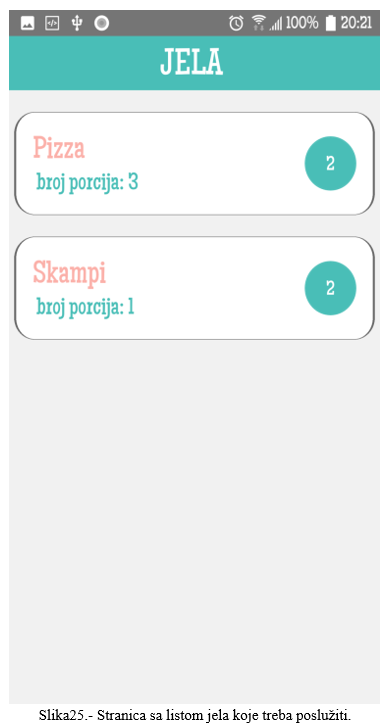 100% 20:21
JELA
Pizza
broj porcija: 3
2
Skampi
broj porcija: 1
2
Slika25.- Stranica sa listom jela koje treba poslužiti.